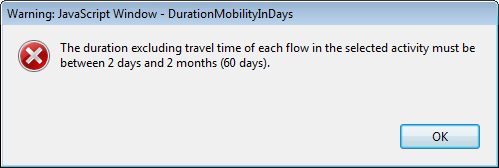 Warning: JavaScript Window - DurationMobilityInDays
The duration excluding travel time of each flow in the selected activity must be
between 2 days and 2 months (60 days).
OK